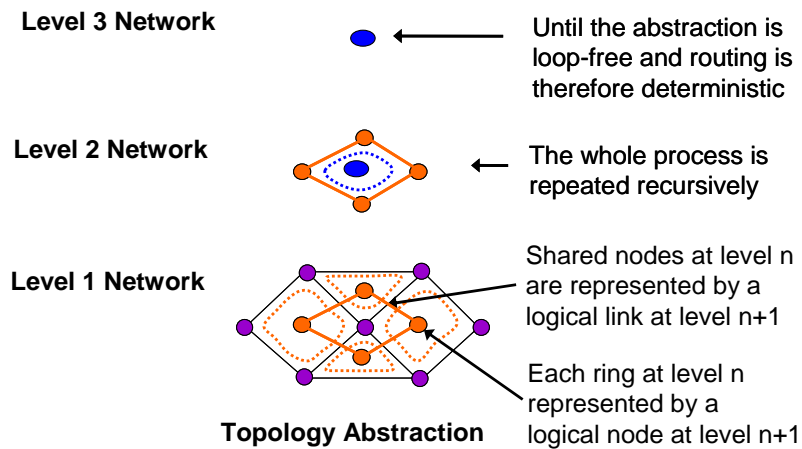 Level 3 Network
Until the abstraction is
loop-free and routing is
therefore deterministic
Level 2 Network
The whole process is
repeated recursively
Level 1 Network
Shared nodes at level n
are represented by a
logical link at level n+1
Each ring at level n
represented by a
logical node at level n+1
Topology Abstraction